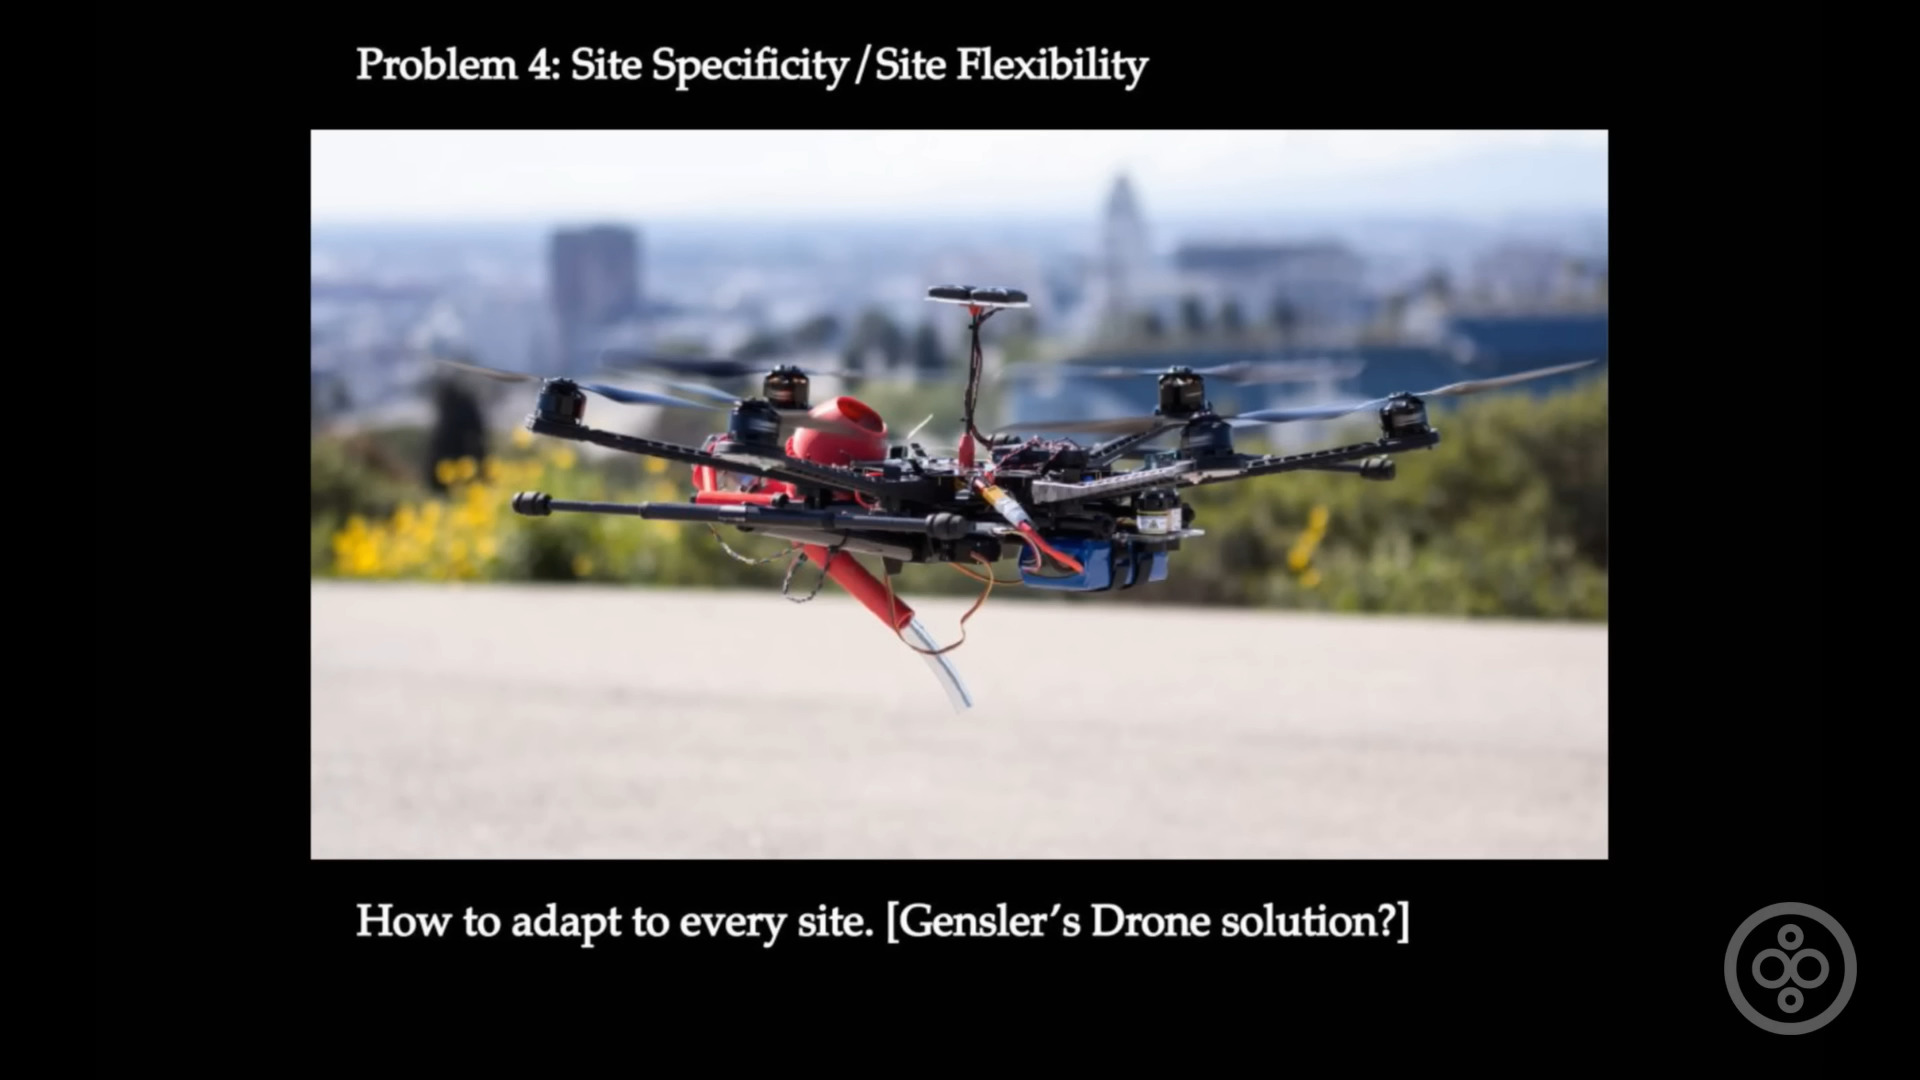 Problem 4: Site Specificity/Site Flexibility
How to adapt to every site. [Gensler's Drone solution?]